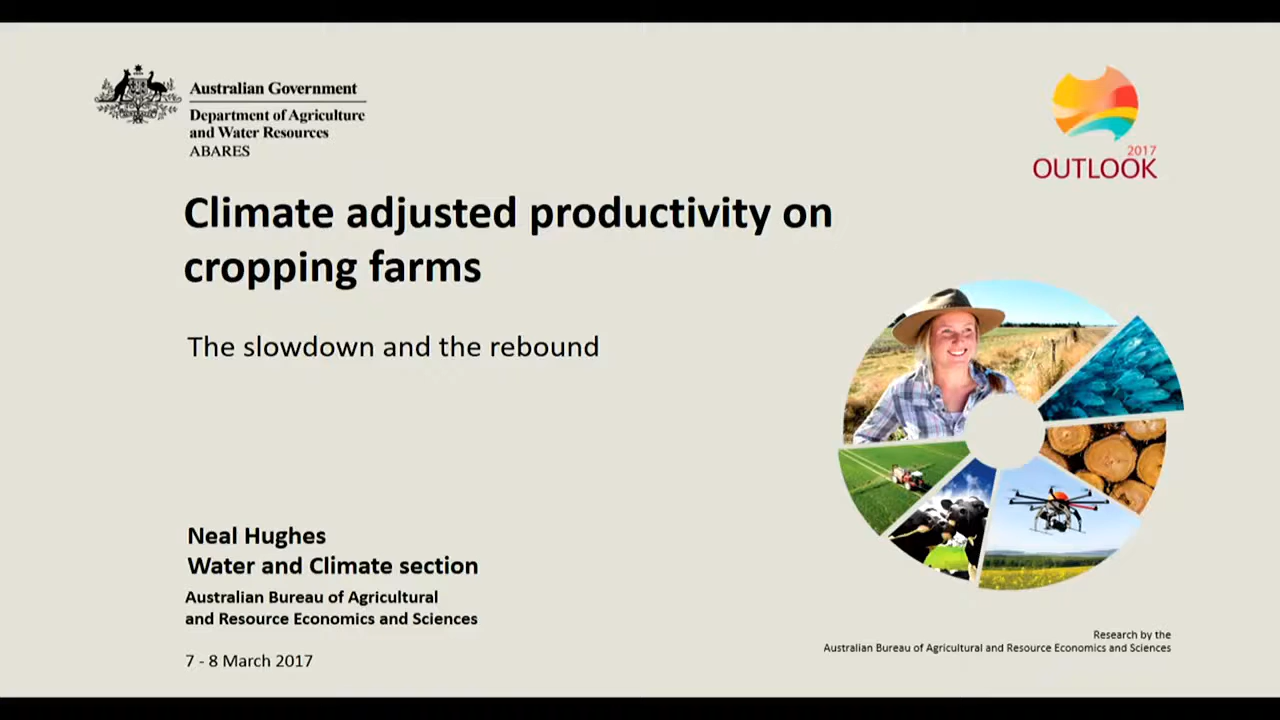 Australian Government
Department of Agriculture
and Water Resources
ABARES
2017
OUTLOOK
Climate adjusted productivity on
cropping farms
The slowdown and the rebound
Neal Hughes
Water and Climate section
Australian Bureau of Agricultural
and Resource Economics and Sciences
7 - 8 March 2017
Research by the
Australian Bureau of Agricultural and Resource Economics and Sciences